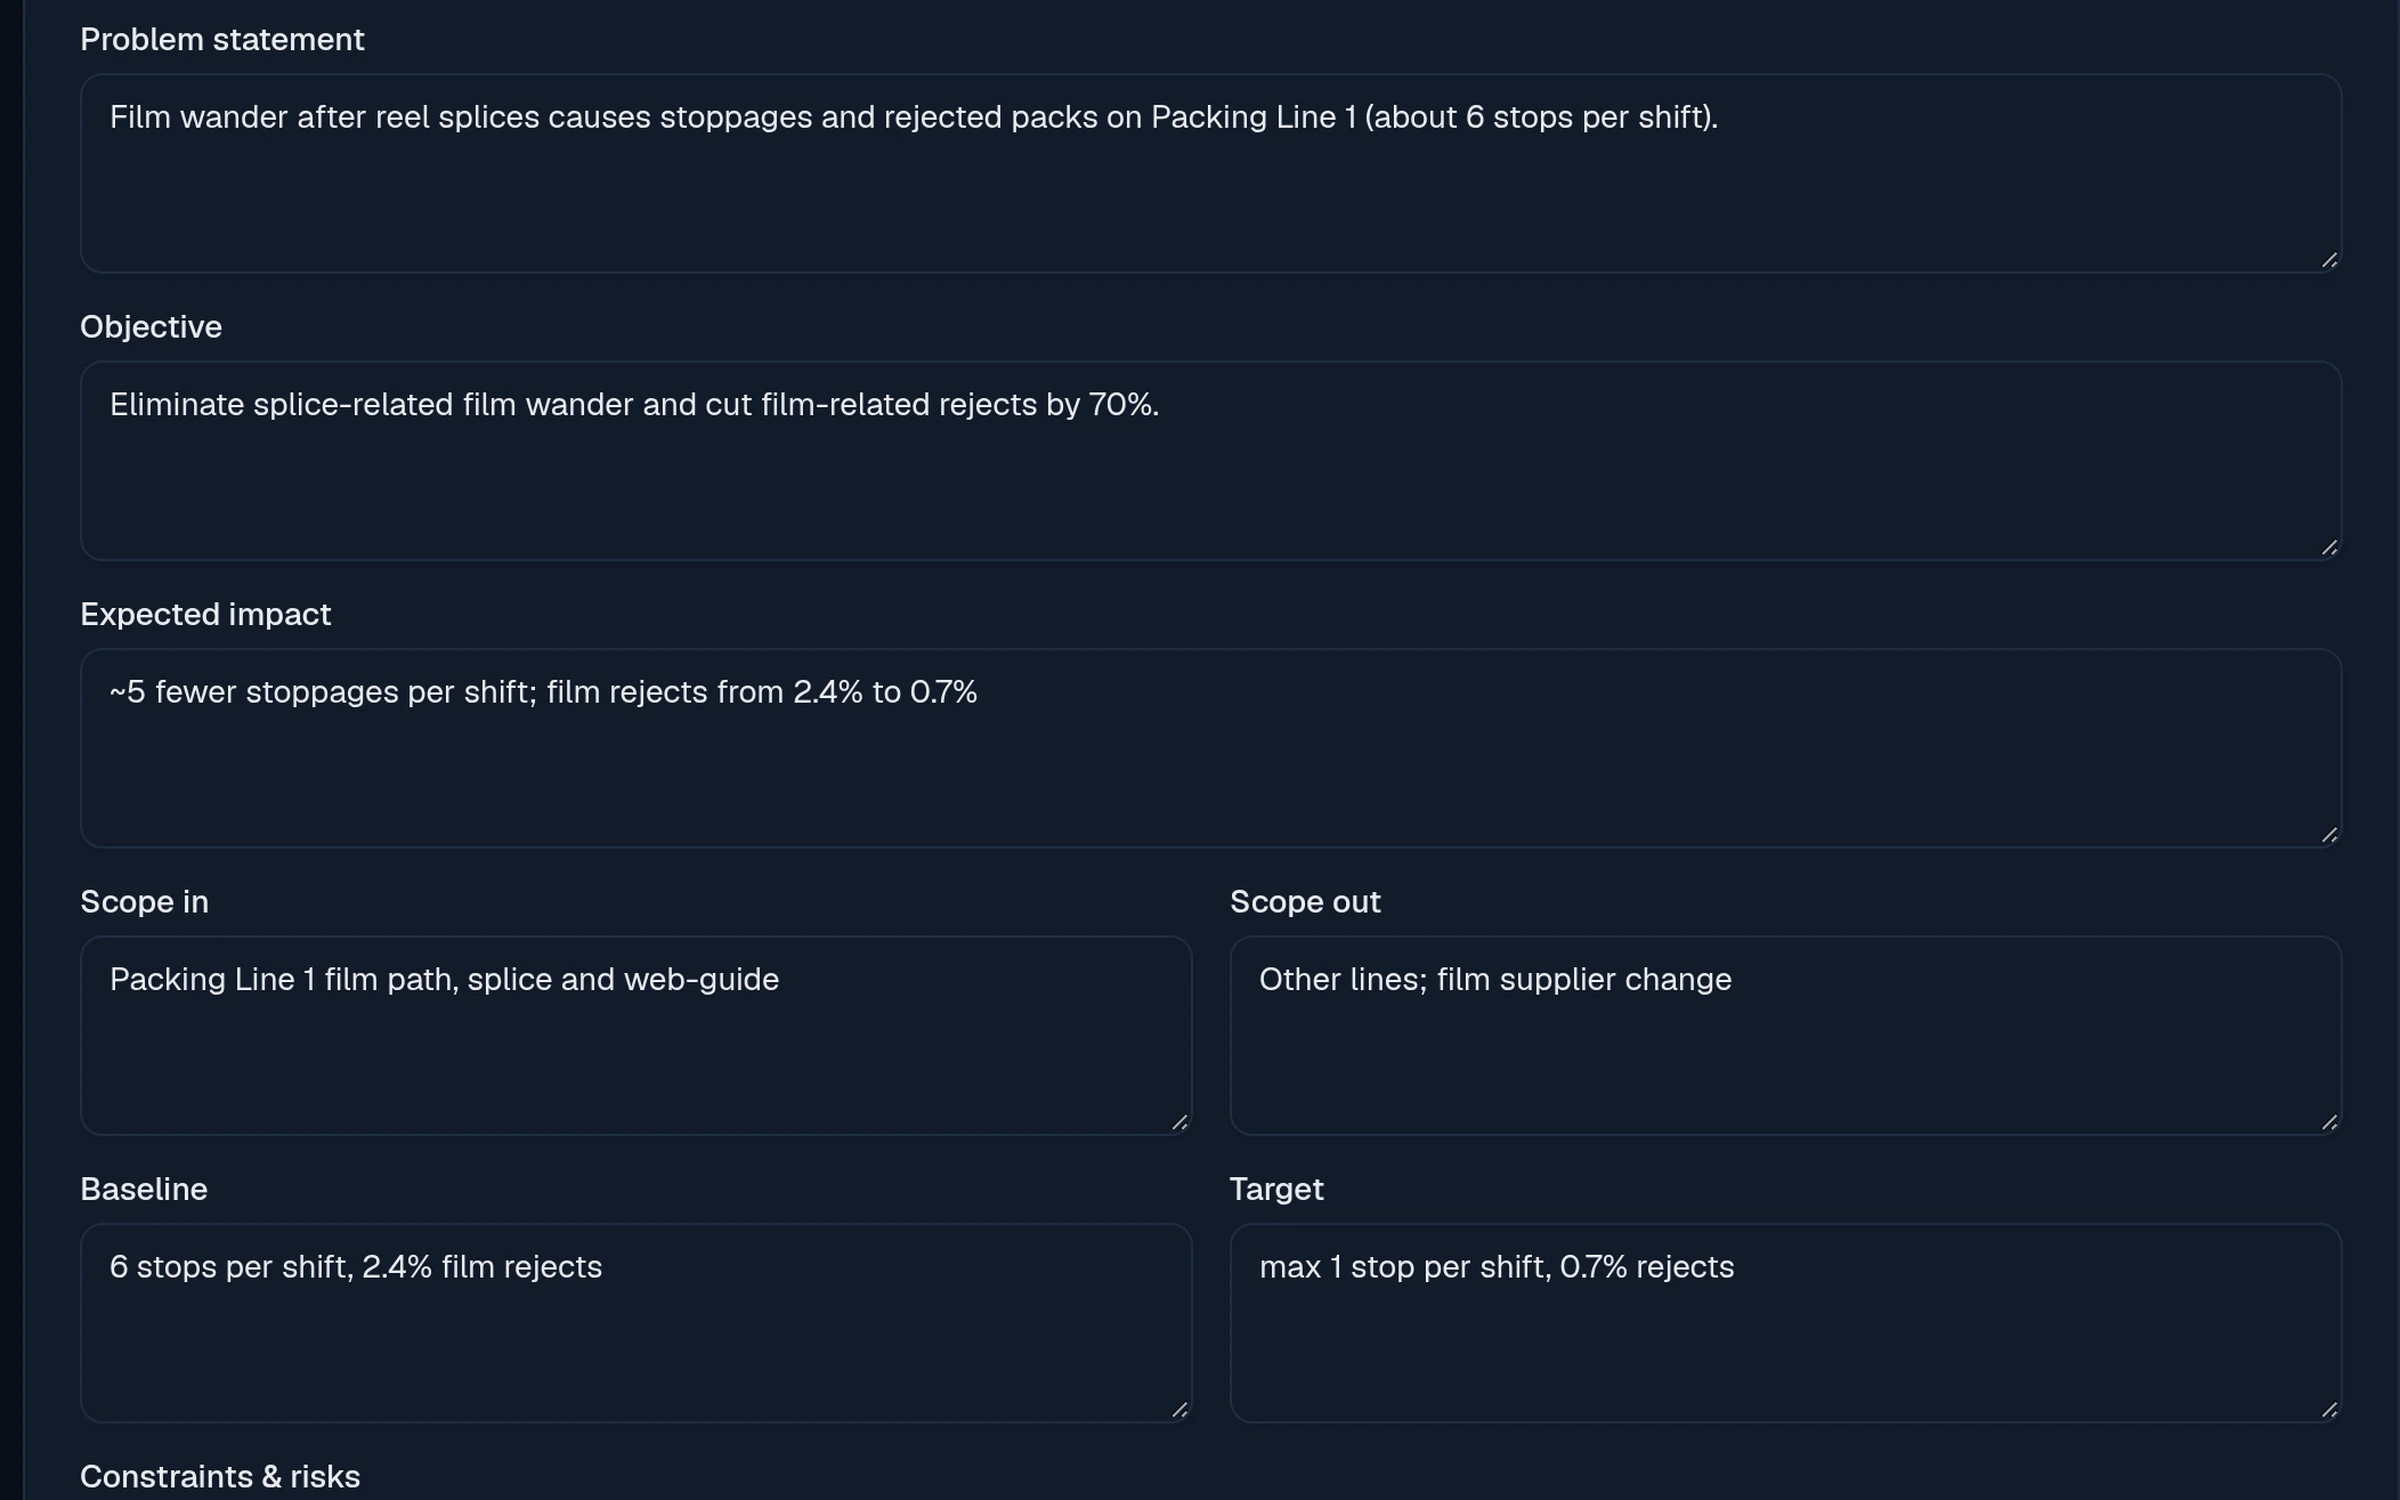 Problem statement
Film wander after reel splices causes stoppages and rejected packs on Packing Line 1 (about 6 stops per shift).
Objective
Eliminate splice-related film wander and cut film-related rejects by 70%.
Expected impact
~5 fewer stoppages per shift; film rejects from 2.4% to 0.7%
Scope in
Packing Line 1 film path, splice and web-guide
Scope out
Other lines; film supplier change
Baseline
6 stops per shift, 2.4% film rejects
Target
max 1 stop per shift, 0.7% rejects
Constraints & risks